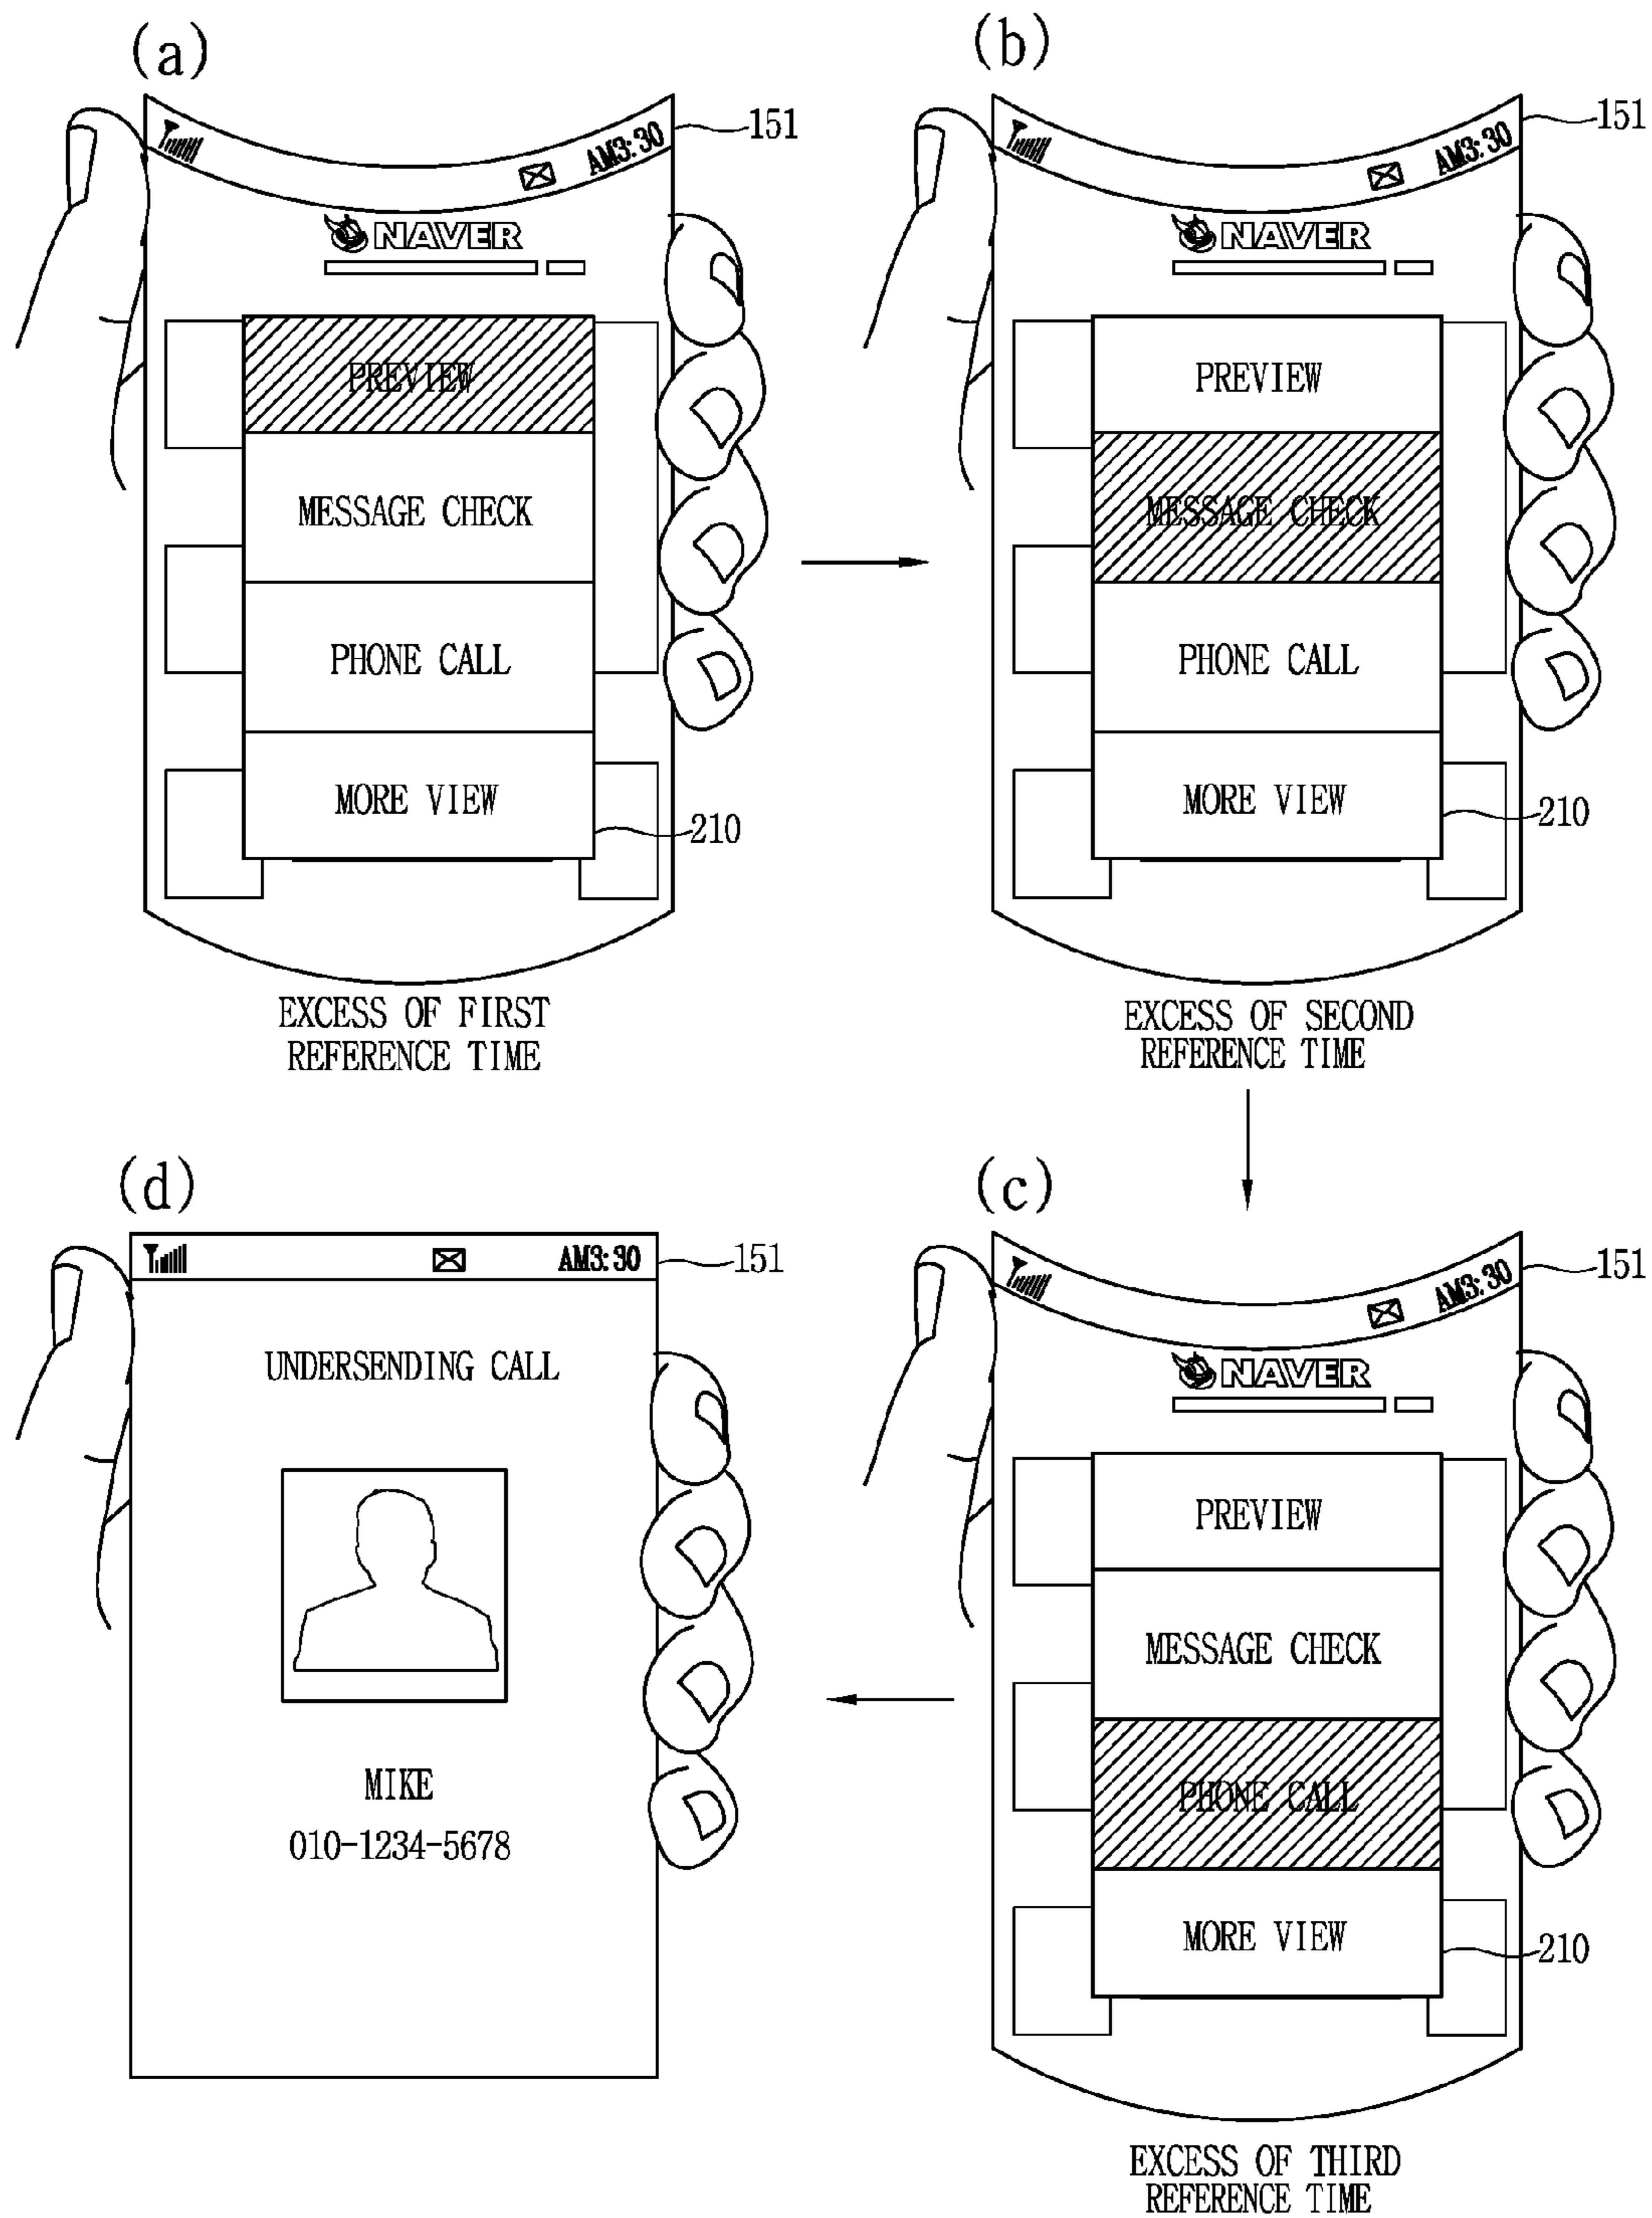 (a)
151
AM3:30
NAVER
PREVIEW
MESSAGE CHECK
PHONE CALL
MORE VIEW
210
EXCESS OF FIRST
REFERENCE TIME
(b)
151
AM3:30
NAVER
PREVIEW
MESSAGE CHECK
PHONE CALL
MORE VIEW
210
EXCESS OF SECOND
REFERENCE TIME
(d)
AM3:30
151
UNDERSENDING CALL
MIKE
010-1234-5678
(c)
151
AM3:30
NAVER
PREVIEW
MESSAGE CHECK
PHONE CALL
MORE VIEW
210
EXCESS OF THIRD
REFERENCE TIME